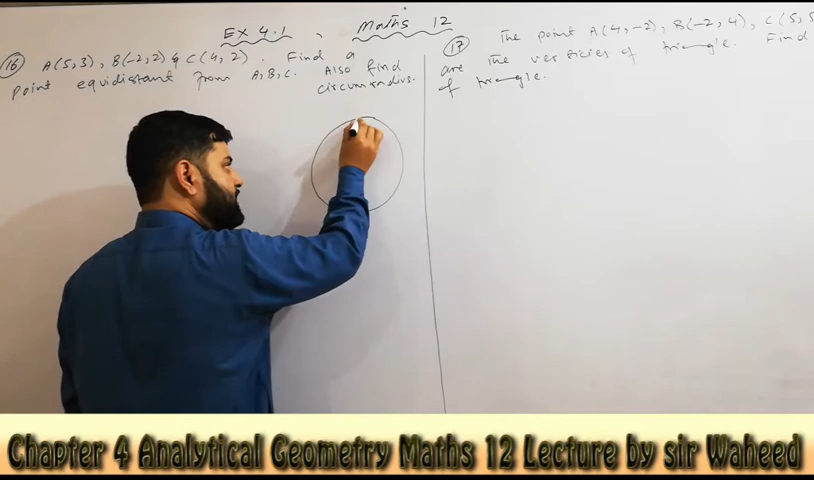 EX 4.1 , Maths 12
16 A(5,3), B(-2,2) & C(4,2). Find a
point equidistant from A,B,C. Also find
circumradius.
17 The point A(4,-2), B(-2,4), C(5,5
are the verticies of triangle. Find
of triangle.
Chapter 4 Analytical Geometry Maths 12 Lecture by sir Waheed